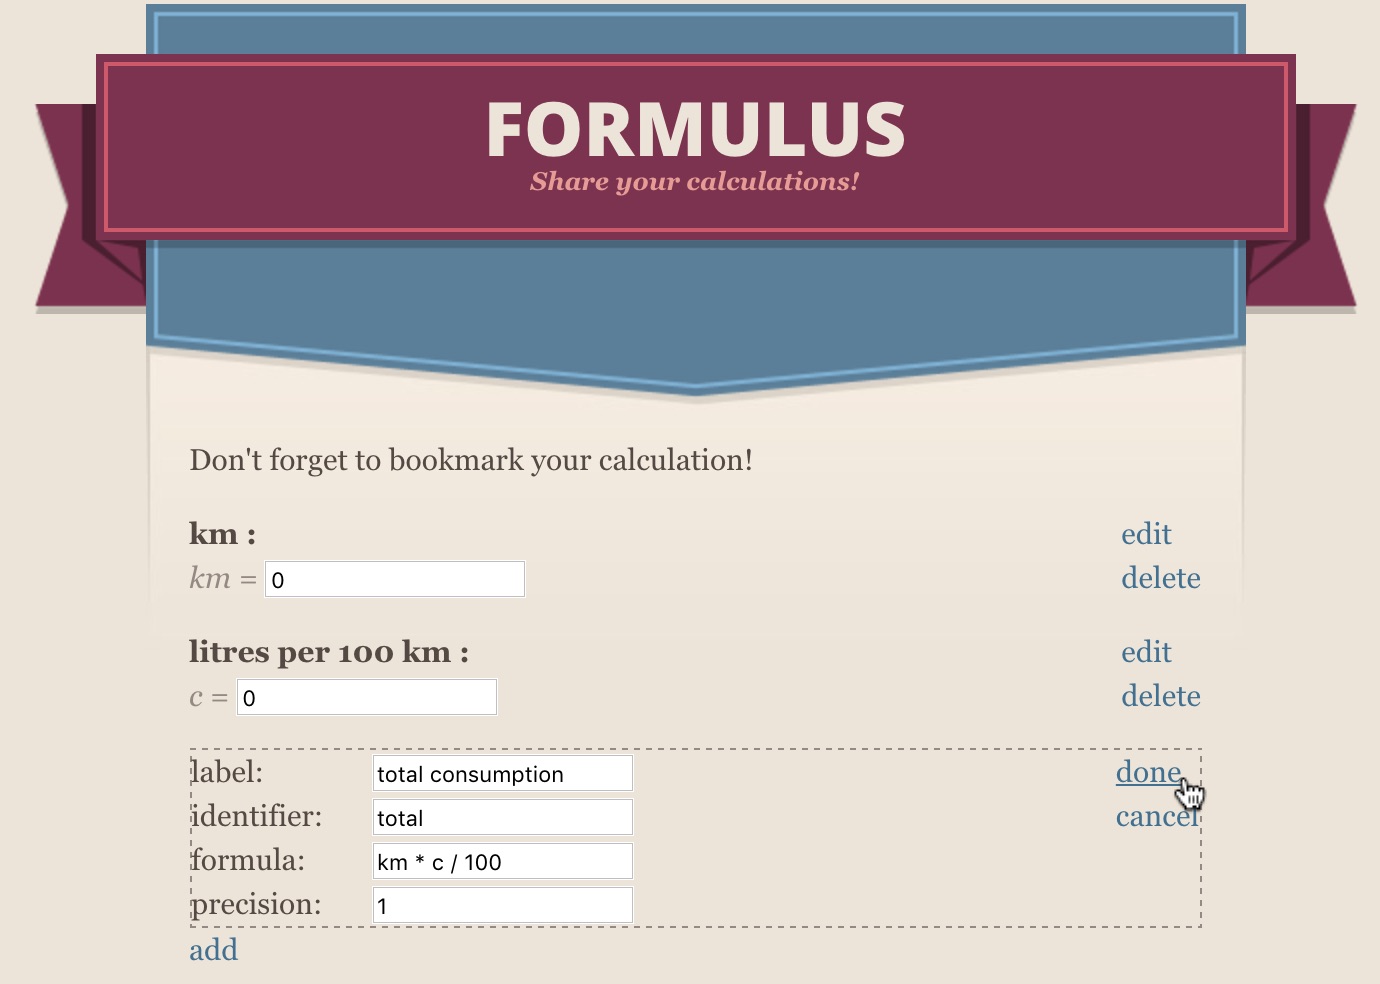 FORMULUS
Share your calculations!
Don't forget to bookmark your calculation!
km : edit
km = 0 delete
litres per 100 km : edit
c = 0 delete
label: total consumption done
identifier: total cancel
formula: km * c / 100
precision: 1
add